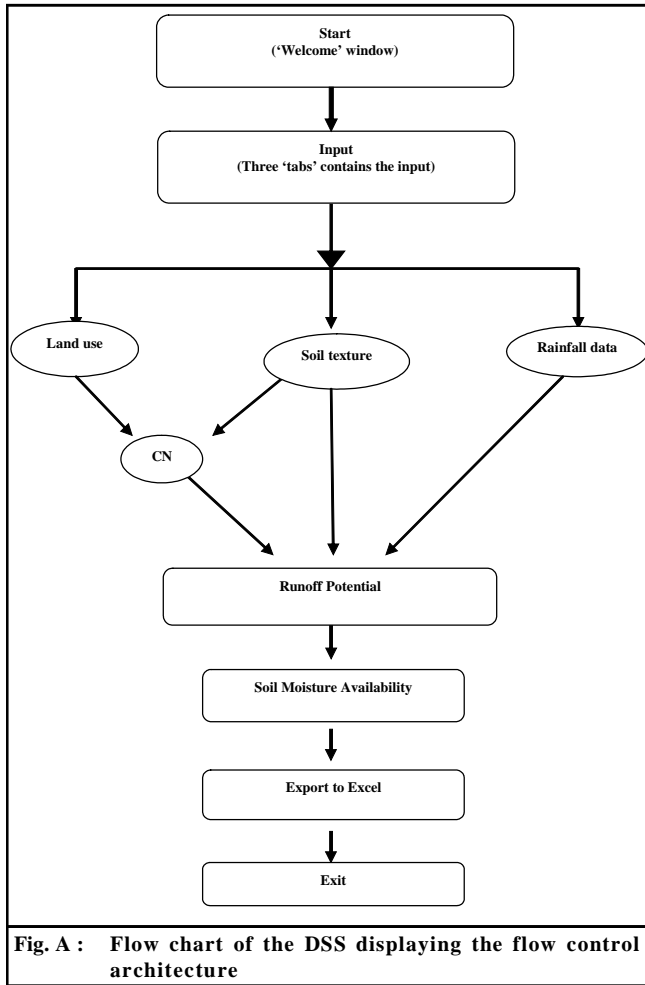 Start
(‘Welcome’ window)
Input
(Three ‘tabs’ contains the input)
Land use
Soil texture
Rainfall data
CN
Runoff Potential
Soil Moisture Availability
Export to Excel
Exit
Fig. A : Flow chart of the DSS displaying the flow control
architecture